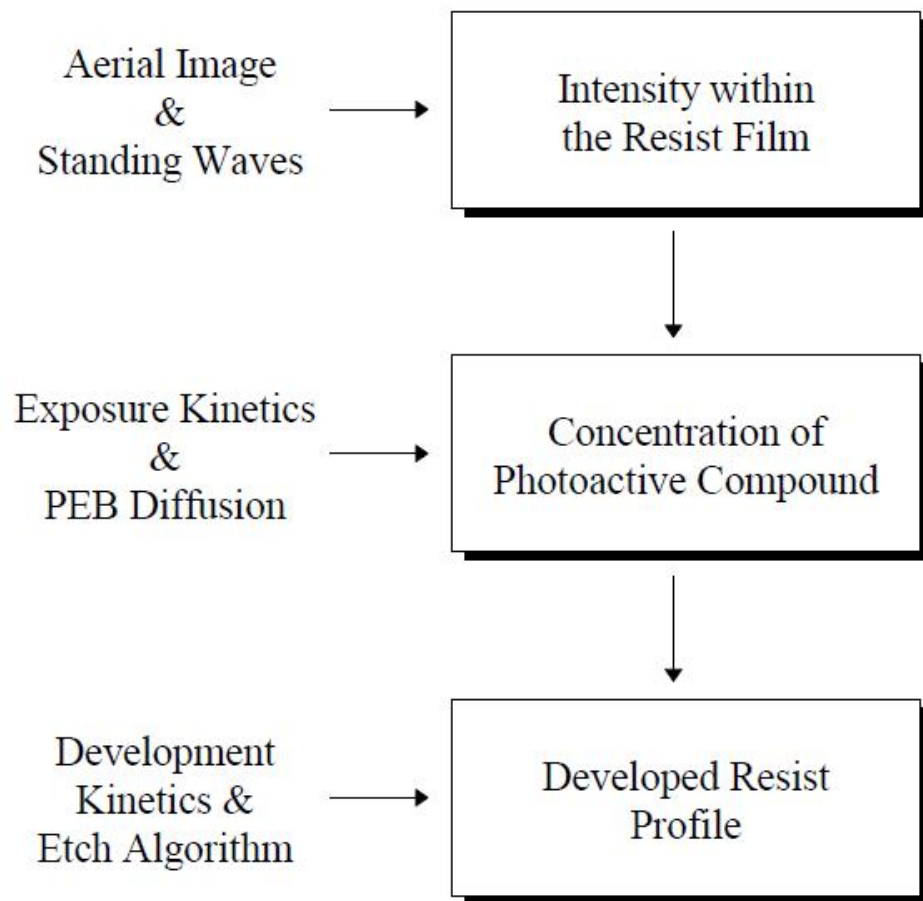 Aerial Image
&
Standing Waves
Intensity within
the Resist Film
Exposure Kinetics
&
PEB Diffusion
Concentration of
Photoactive Compound
Development
Kinetics &
Etch Algorithm
Developed Resist
Profile